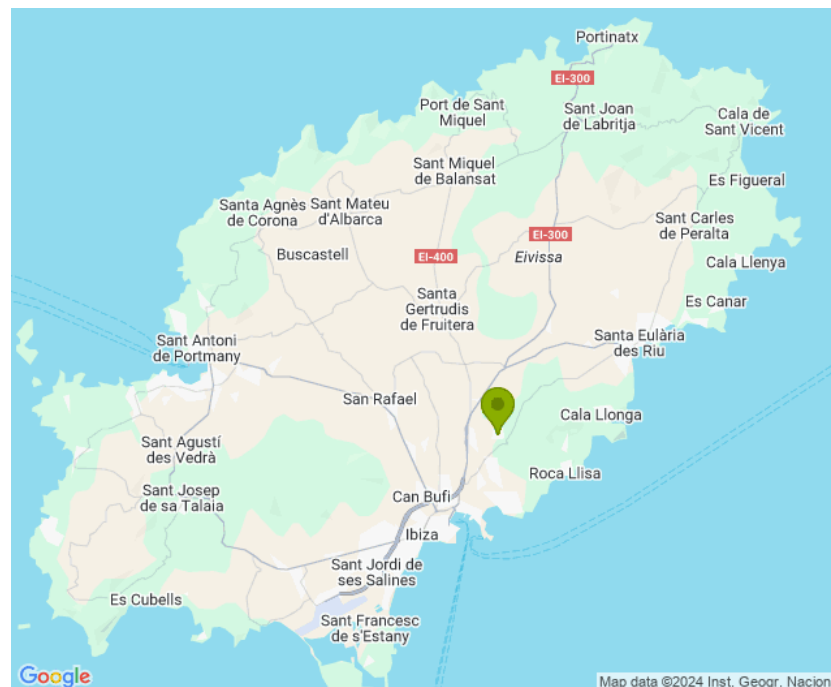 Portinatx
EI-300
Port de Sant
Miquel
Sant Joan
de Labritja
Cala de
Sant Vicent
Sant Miquel
de Balansat
Es Figueral
Santa Agnès
de Corona
Sant Mateu
d'Albarca
Sant Carles
de Peralta
EI-300
Buscastell
EI-400
Eivissa
Cala Llenya
Santa
Gertrudis
de Fruitera
Es Canar
Sant Antoni
de Portmany
Santa Eulària
des Riu
San Rafael
Cala Llonga
Sant Agustí
des Vedrà
Roca Llisa
Sant Josep
de sa Talaia
Can Bufi
Ibiza
Sant Jordi de
ses Salines
Es Cubells
Sant Francesc
de s'Estany
Google
Map data ©2024 Inst. Geogr. Nacion